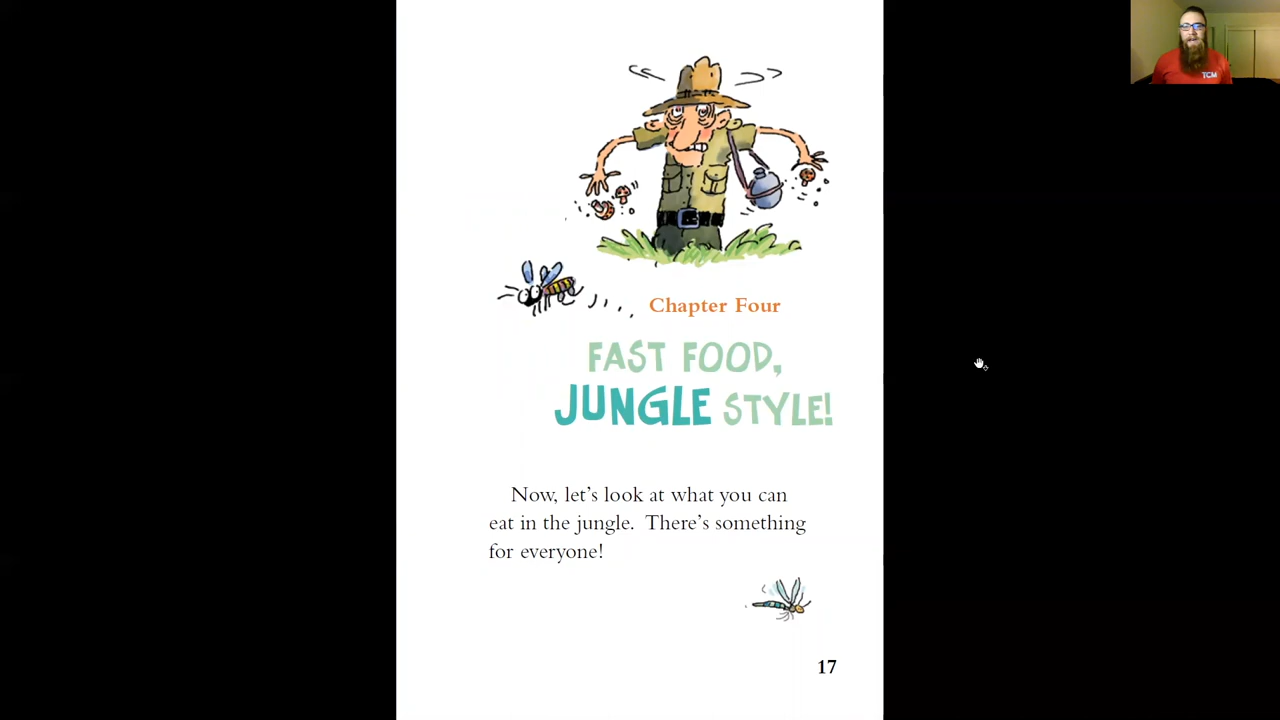 TCM
Chapter Four
FAST FOOD,
JUNGLE STYLE!
Now, let's look at what you can
eat in the jungle. There's something
for everyone!
17